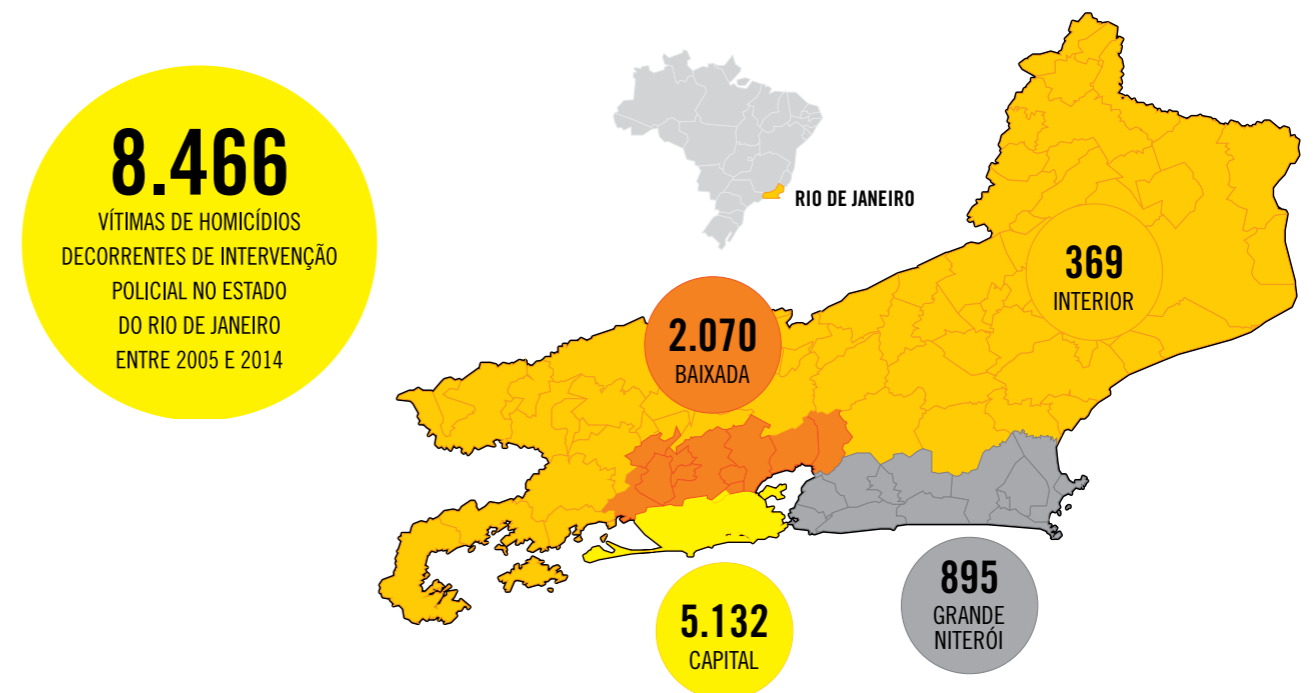 8.466
VÍTIMAS DE HOMICÍDIOS
DECORRENTES DE INTERVENÇÃO
POLICIAL NO ESTADO
DO RIO DE JANEIRO
ENTRE 2005 E 2014
RIO DE JANEIRO
369
INTERIOR
2.070
BAIXADA
5.132
CAPITAL
895
GRANDE
NITERÓI